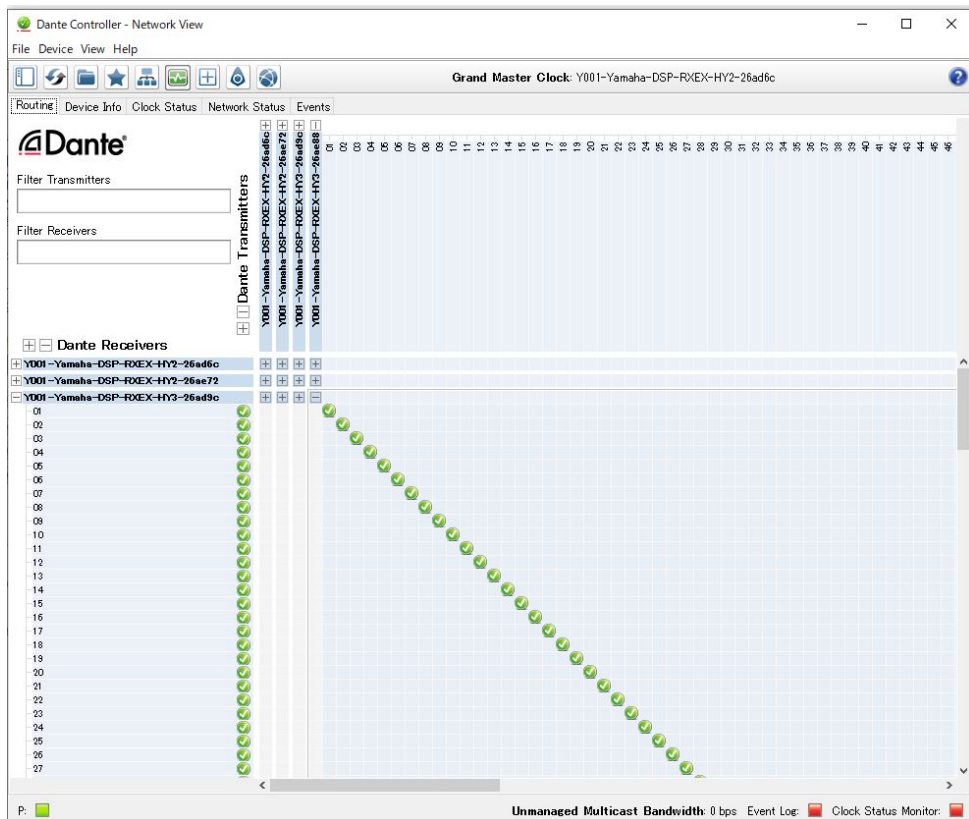 Dante Controller - Network View
File Device View Help
Grand Master Clock: Y001-Yamaha-DSP-RXEX-HY2-26ad6c
Routing Device Info Clock Status Network Status Events
Dante
Filter Transmitters
Filter Receivers
Dante Transmitters
Y001-Yamaha-DSP-RXEX-HY2-26ad6c
Y001-Yamaha-DSP-RXEX-HY2-26ae72
Y001-Yamaha-DSP-RXEX-HY3-26ad9c
Y001-Yamaha-DSP-RXEX-HY3-26ae88
01 02 03 04 05 06 07 08 09 10 11 12 13 14 15 16 17 18 19 20 21 22 23 24 25 26 27 28 29 30 31 32 33 34 35 36 37 38 39 40 41 42 43 44 45 46
Dante Receivers
Y001-Yamaha-DSP-RXEX-HY2-26ad6c
Y001-Yamaha-DSP-RXEX-HY2-26ae72
Y001-Yamaha-DSP-RXEX-HY3-26ad9c
01
02
03
04
05
06
07
08
09
10
11
12
13
14
15
16
17
18
19
20
21
22
23
24
25
26
27
P: Unmanaged Multicast Bandwidth: 0 bps Event Log: Clock Status Monitor: